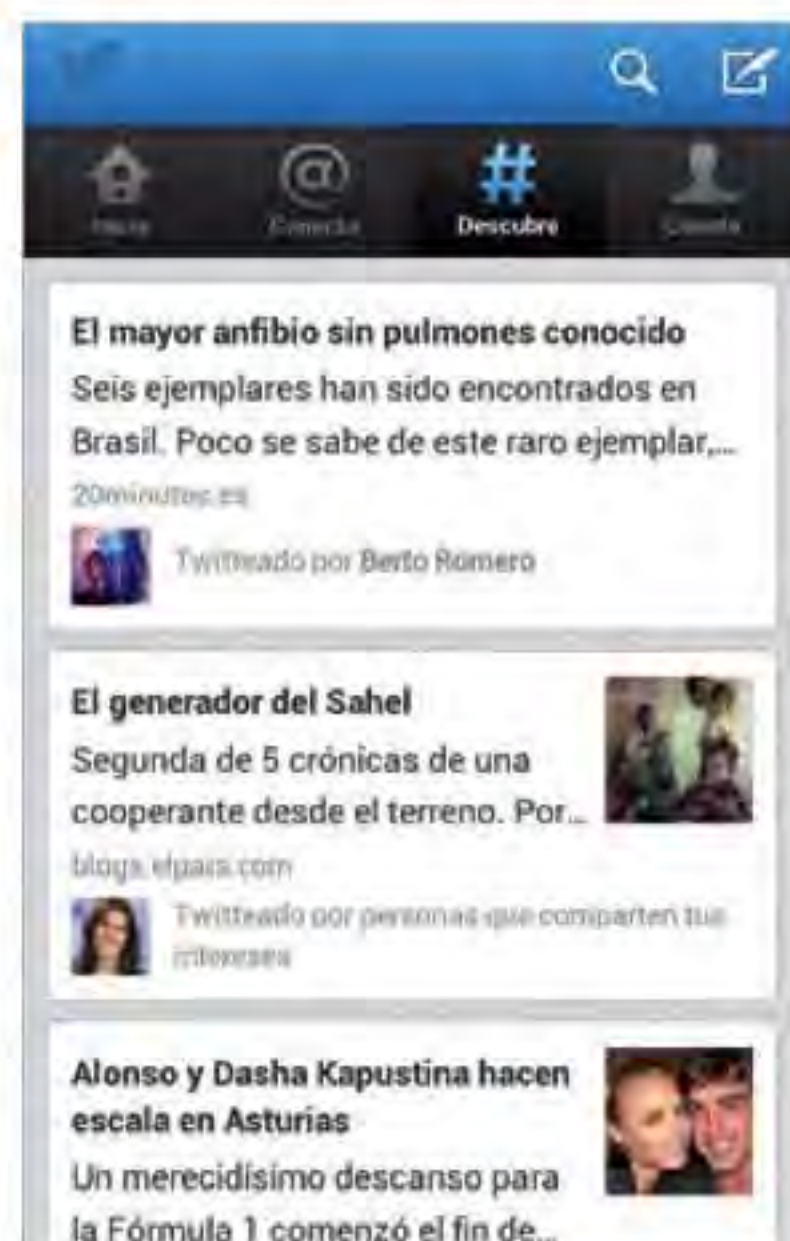 Inicio Conecta Descubre Cuenta
El mayor anfibio sin pulmones conocido
Seis ejemplares han sido encontrados en
Brasil. Poco se sabe de este raro ejemplar,...
20minutos.es
Twitteado por Berto Romero
El generador del Sahel
Segunda de 5 crónicas de una
cooperante desde el terreno. Por...
blogs.elpais.com
Twitteado por personas que comparten tus
intereses
Alonso y Dasha Kapustina hacen
escala en Asturias
Un merecidísimo descanso para
la Fórmula 1 comenzó el fin de...